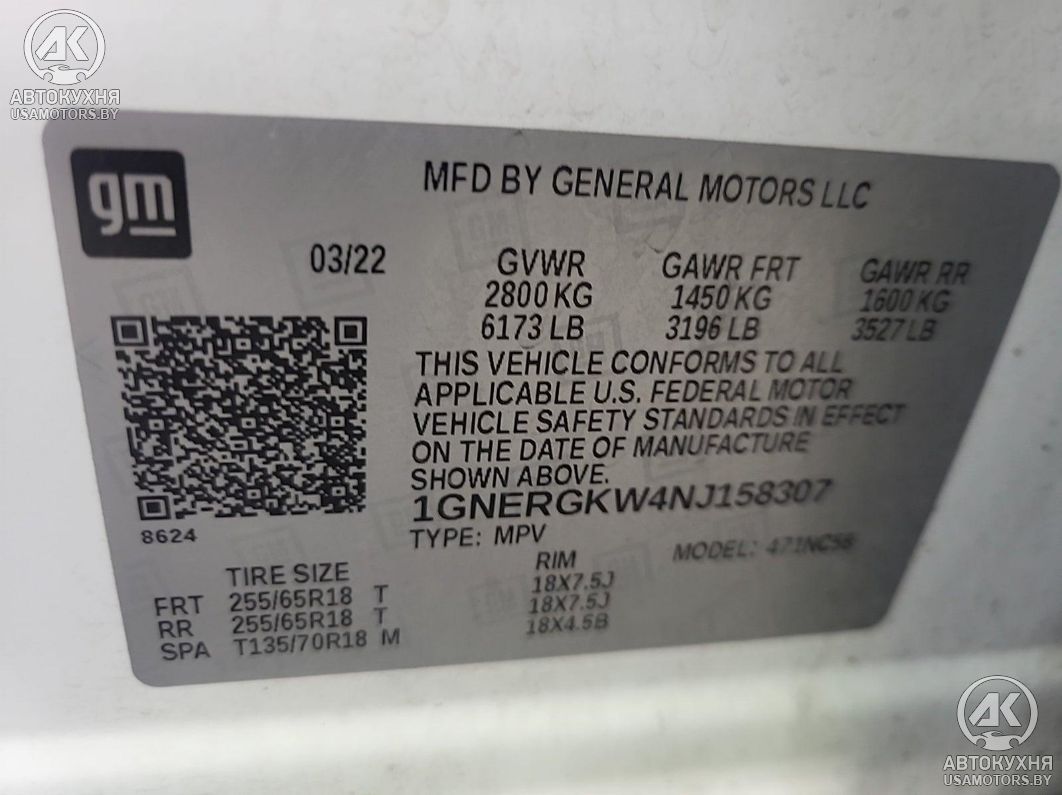 AK
АВТОКУХНЯ
USAMOTORS.BY
gm
MFD BY GENERAL MOTORS LLC
03/22 GVWR GAWR FRT GAWR RR
2800 KG 1450 KG 1600 KG
6173 LB 3196 LB 3527 LB
THIS VEHICLE CONFORMS TO ALL
APPLICABLE U.S. FEDERAL MOTOR
VEHICLE SAFETY STANDARDS IN EFFECT
ON THE DATE OF MANUFACTURE
SHOWN ABOVE.
1GNERGKW4NJ158307
8624
TYPE: MPV MODEL:
TIRE SIZE RIM
FRT 255/65R18 T 18X7.5J
RR 255/65R18 T 18X7.5J
SPA T135/70R18 M 18X4.5B
AK
АВТОКУХНЯ
USAMOTORS.BY